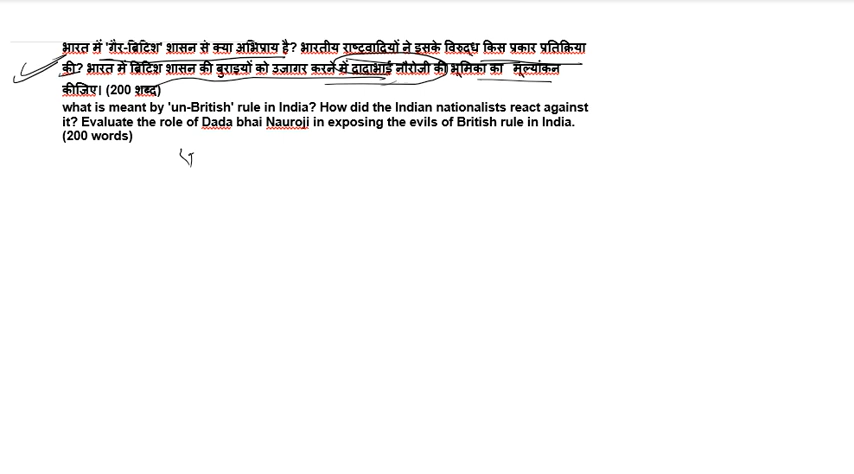 भारत में 'गैर-ब्रिटिश' शासन से क्या अभिप्राय है? भारतीय राष्ट्रवादियों ने इसके विरुद्ध किस प्रकार प्रतिक्रिया
की? भारत में ब्रिटिश शासन की बुराइयों को उजागर करने में दादाभाई नौरोजी की भूमिका का मूल्यांकन
कीजिए। (200 शब्द)
what is meant by 'un-British' rule in India? How did the Indian nationalists react against
it? Evaluate the role of Dada bhai Nauroji in exposing the evils of British rule in India.
(200 words)